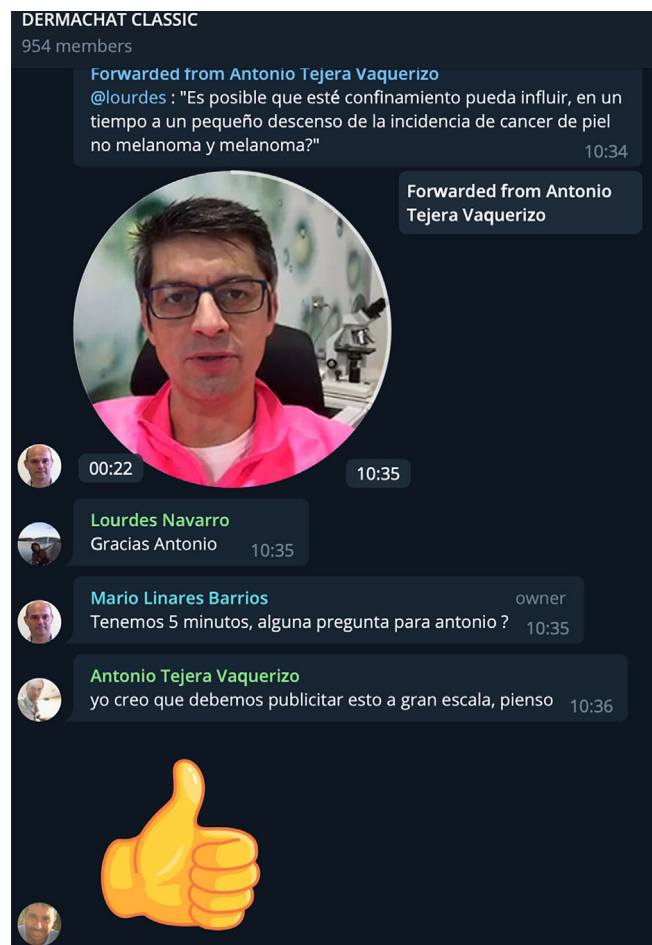 DERMACHAT CLASSIC
954 members
Forwarded from Antonio Tejera Vaquerizo
@lourdes : "Es posible que esté confinamiento pueda influir, en un
tiempo a un pequeño descenso de la incidencia de cancer de piel
no melanoma y melanoma?"
10:34
Forwarded from Antonio
Tejera Vaquerizo
00:22
10:35
Lourdes Navarro
Gracias Antonio 10:35
Mario Linares Barrios owner
Tenemos 5 minutos, alguna pregunta para antonio ? 10:35
Antonio Tejera Vaquerizo
yo creo que debemos publicitar esto a gran escala, pienso 10:36